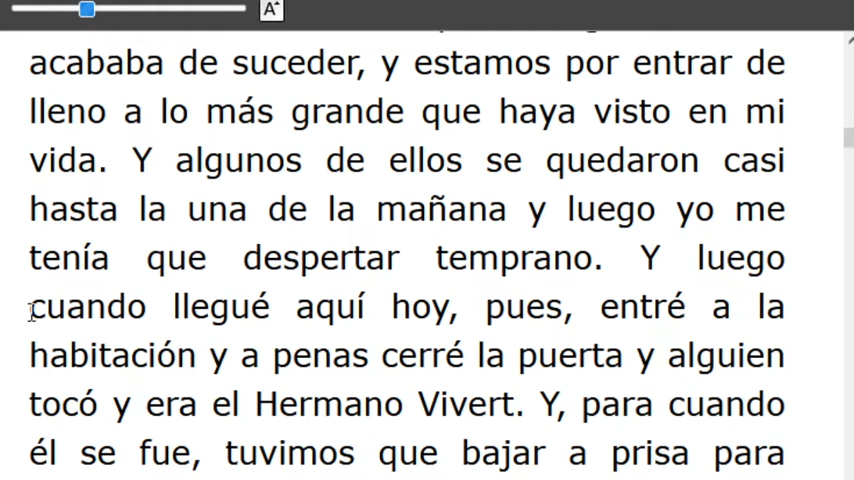 A
acababa de suceder, y estamos por entrar de
lleno a lo más grande que haya visto en mi
vida. Y algunos de ellos se quedaron casi
hasta la una de la mañana y luego yo me
tenía que despertar temprano. Y luego
cuando llegué aquí hoy, pues, entré a la
habitación y a penas cerré la puerta y alguien
tocó y era el Hermano Vivert. Y, para cuando
él se fue, tuvimos que bajar a prisa para